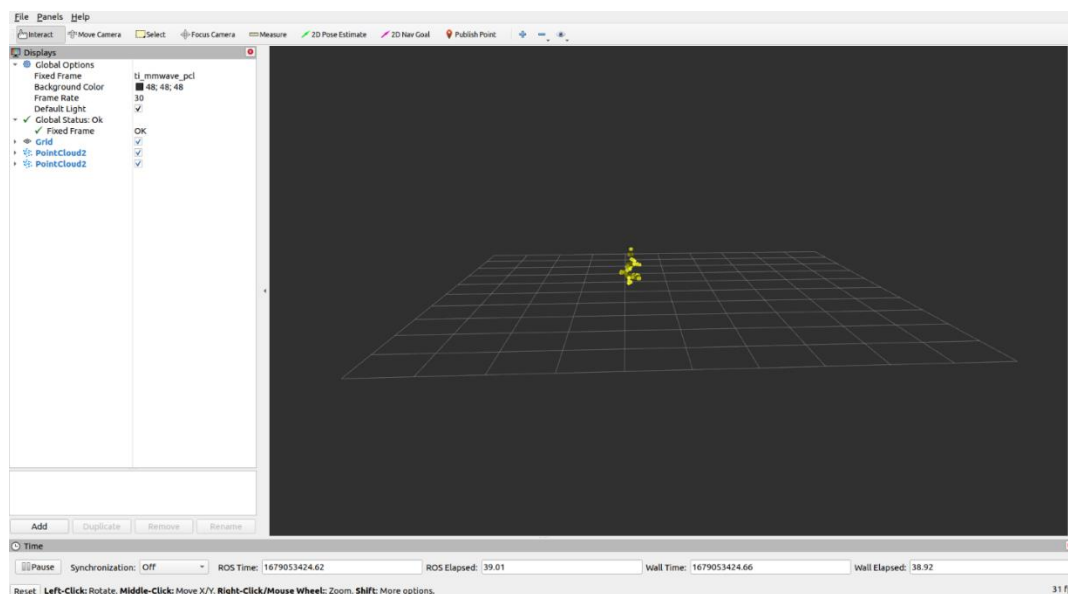 File Panels Help
Interact Move Camera Select Focus Camera Measure 2D Pose Estimate 2D Nav Goal Publish Point
Displays
Global Options
Fixed Frame ti_mmwave_pcl
Background Color 48; 48; 48
Frame Rate 30
Default Light
Global Status: Ok
Fixed Frame OK
Grid
PointCloud2
PointCloud2
Add Duplicate Remove Rename
Time
Pause Synchronization: Off ROS Time: 1679053424.62 ROS Elapsed: 39.01 Wall Time: 1679053424.66 Wall Elapsed: 38.92
Reset Left-Click: Rotate. Middle-Click: Move X/Y. Right-Click/Mouse Wheel:: Zoom. Shift: More options. 31